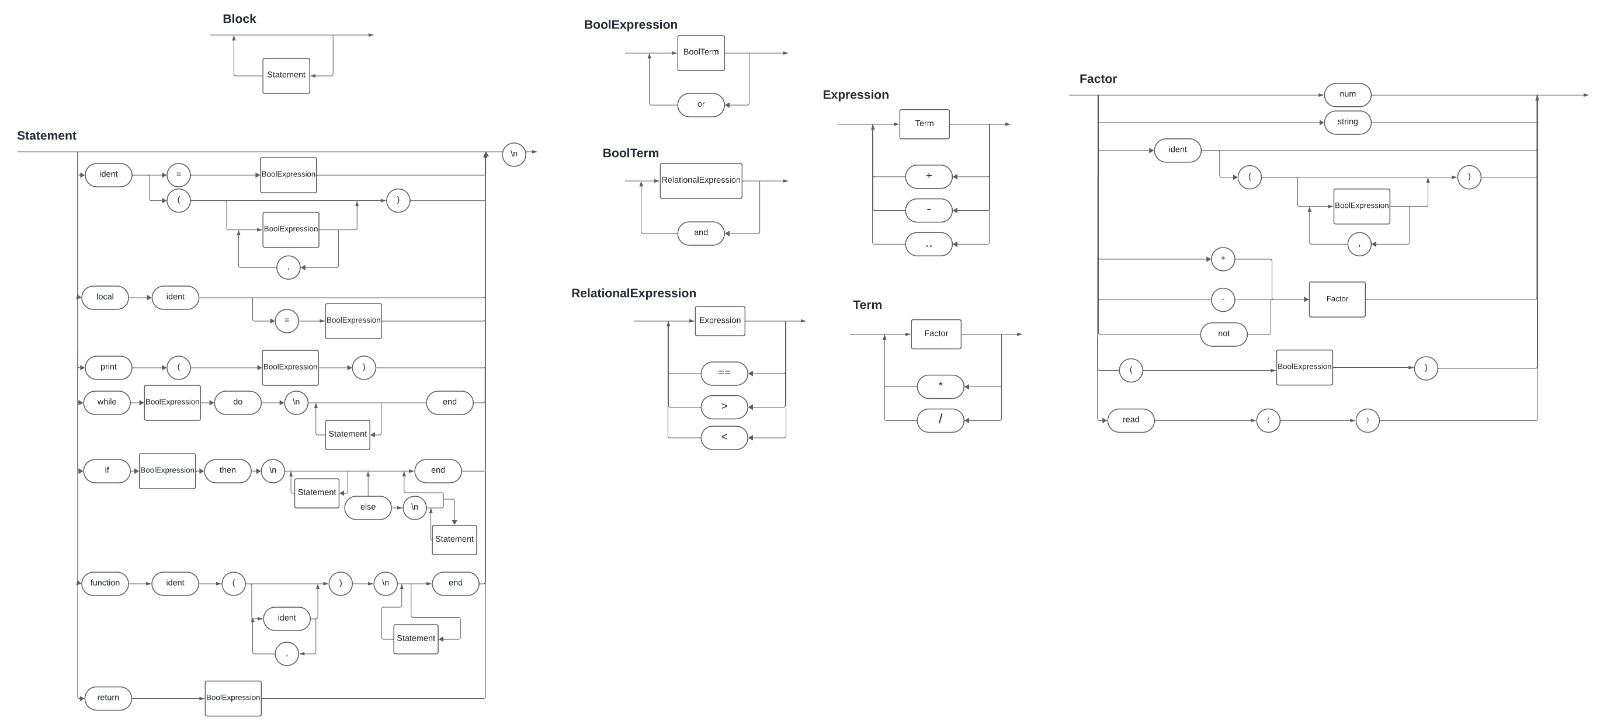 Block
Statement
Statement
\n
ident
=
BoolExpression
(
)
BoolExpression
,
local
ident
=
BoolExpression
print
(
BoolExpression
)
while
BoolExpression
do
\n
end
Statement
if
BoolExpression
then
\n
end
Statement
else
\n
Statement
function
ident
(
)
\n
end
ident
Statement
,
return
BoolExpression
BoolExpression
BoolTerm
or
BoolTerm
RelationalExpression
and
RelationalExpression
Expression
==
>
<
Expression
Term
+
-
..
Term
Factor
*
/
Factor
num
string
ident
(
)
BoolExpression
,
+
-
Factor
not
(
BoolExpression
)
read
(
)